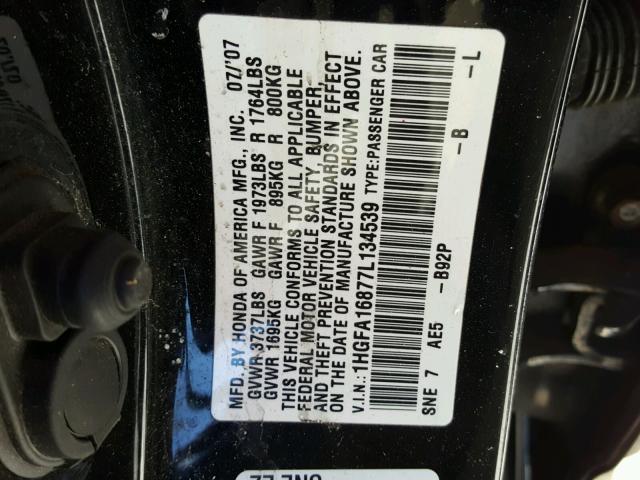 MFD. BY HONDA OF AMERICA MFG., INC. 07/'07
GVWR 3737LBS GAWR F 1973LBS R 1764LBS
GVWR 1695KG GAWR F 895KG R 800KG
THIS VEHICLE CONFORMS TO ALL APPLICABLE
FEDERAL MOTOR VEHICLE SAFETY, BUMPER,
AND THEFT PREVENTION STANDARDS IN EFFECT
ON THE DATE OF MANUFACTURE SHOWN ABOVE.
V.I.N.: 1HGFA16877L134539 TYPE:PASSENGER CAR
SNE 7 AE5 -B92P -B -L